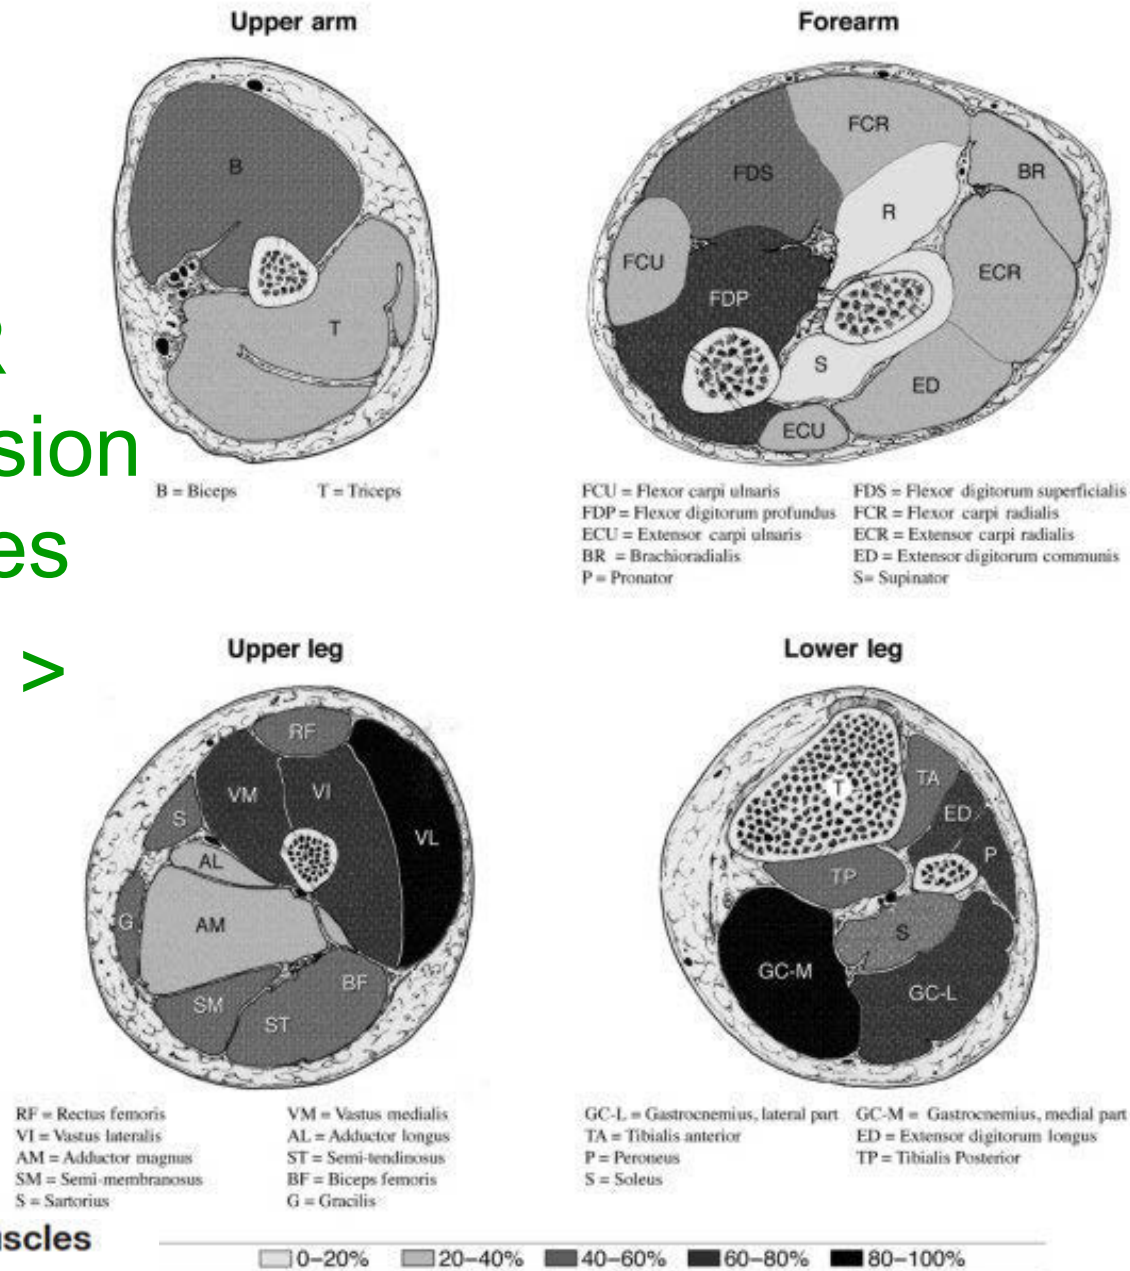 Upper arm
Forearm
B
T
FCR
FDS
BR
R
FCU
ECR
FDP
S
ED
ECU
R
sion
es
>
B = Biceps T = Triceps
FCU = Flexor carpi ulnaris FDS = Flexor digitorum superficialis
FDP = Flexor digitorum profundus FCR = Flexor carpi radialis
ECU = Extensor carpi ulnaris ECR = Extensor carpi radialis
BR = Brachioradialis ED = Extensor digitorum communis
P = Pronator S= Supinator
Upper leg
Lower leg
RF
VM
VI
VL
S
AL
G
AM
BF
SM
ST
T
TA
ED
P
TP
S
GC-M
GC-L
RF = Rectus femoris VM = Vastus medialis
VI = Vastus lateralis AL = Adductor longus
AM = Adductor magnus ST = Semi-tendinosus
SM = Semi-membranosus BF = Biceps femoris
S = Sartorius G = Gracilis
GC-L = Gastrocnemius, lateral part GC-M = Gastrocnemius, medial part
TA = Tibialis anterior ED = Extensor digitorum longus
P = Peroneus TP = Tibialis Posterior
S = Soleus
uscles
0–20% 20–40% 40–60% 60–80% 80–100%